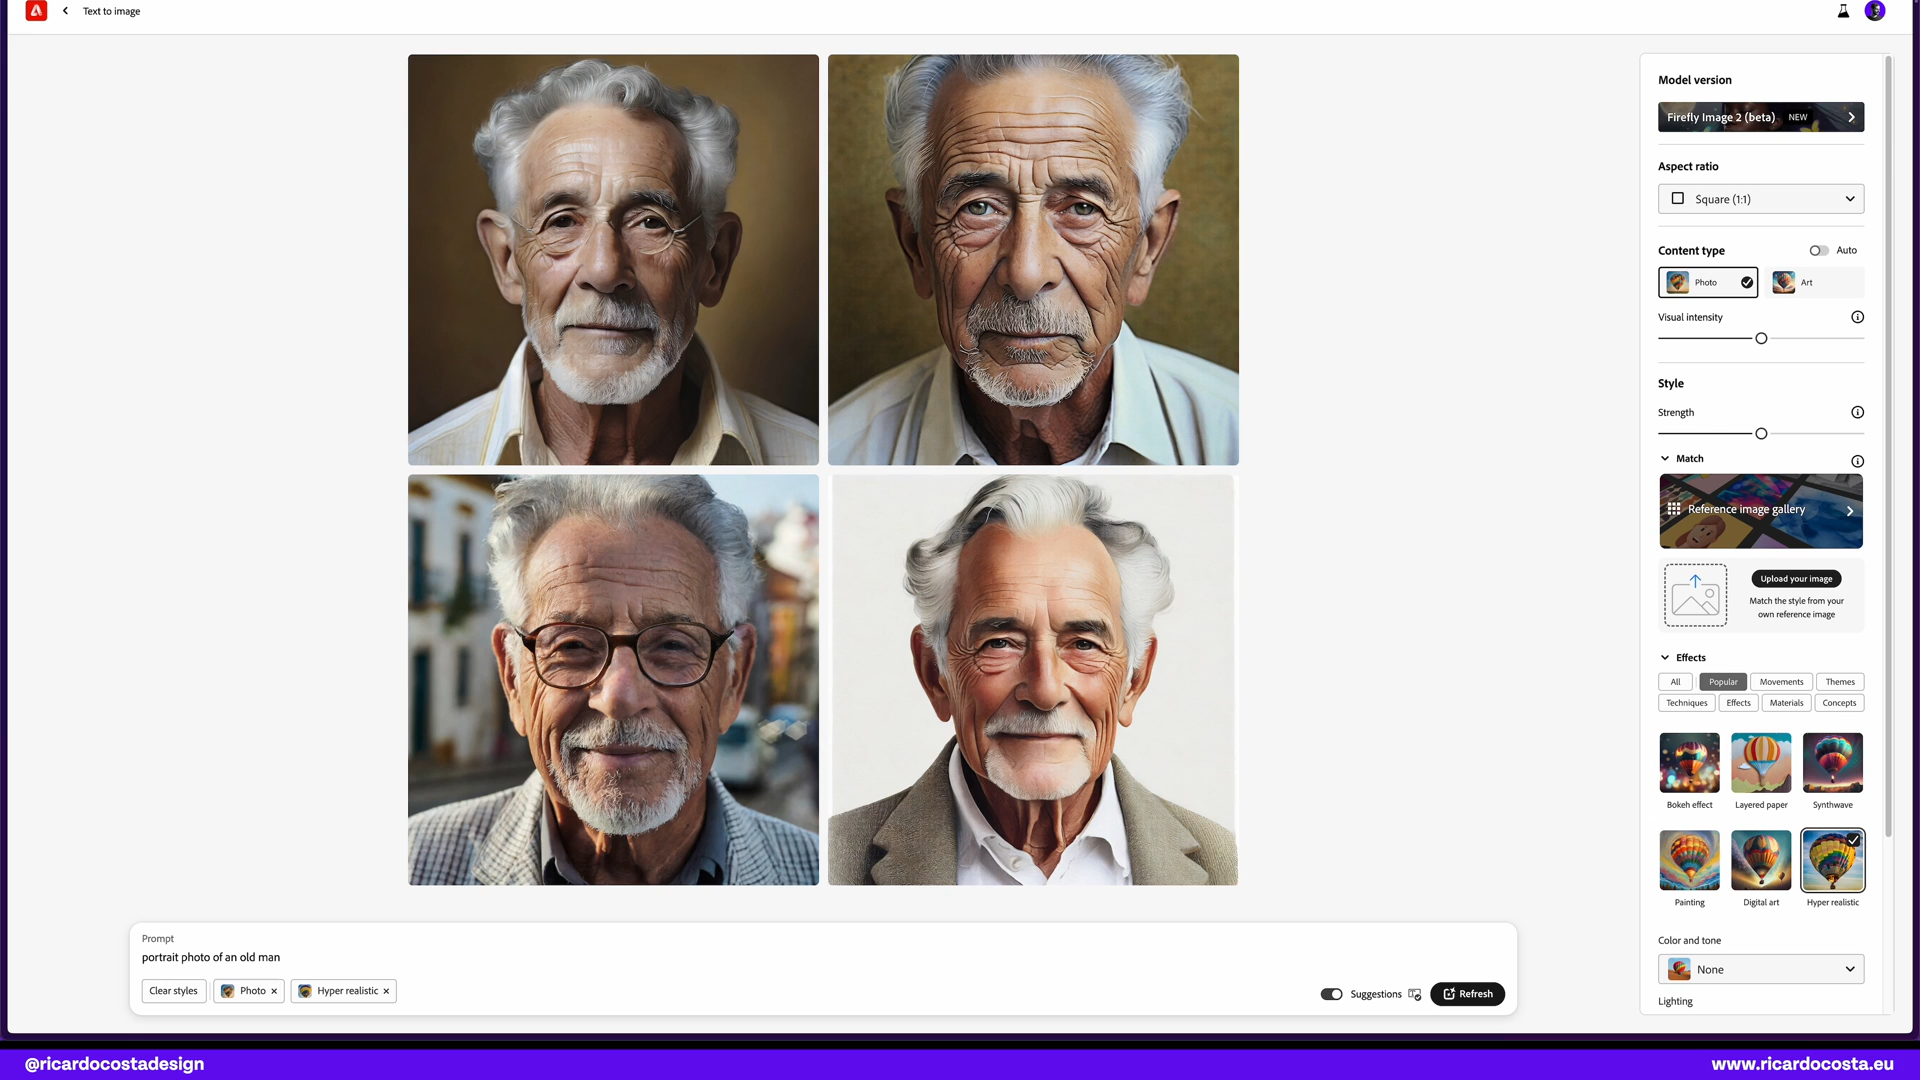 Text to image
Model version
Firefly Image 2 (beta) NEW
Aspect ratio
Square (1:1)
Content type Auto
Photo Art
Visual intensity
Style
Strength
Match
Reference image gallery
Upload your image
Match the style from your
own reference image
Effects
All Popular Movements Themes
Techniques Effects Materials Concepts
Bokeh effect Layered paper Synthwave
Painting Digital art Hyper realistic
Color and tone
None
Lighting
Prompt
portrait photo of an old man
Clear styles Photo × Hyper realistic ×
Suggestions Refresh
@ricardocostadesign www.ricardocosta.eu